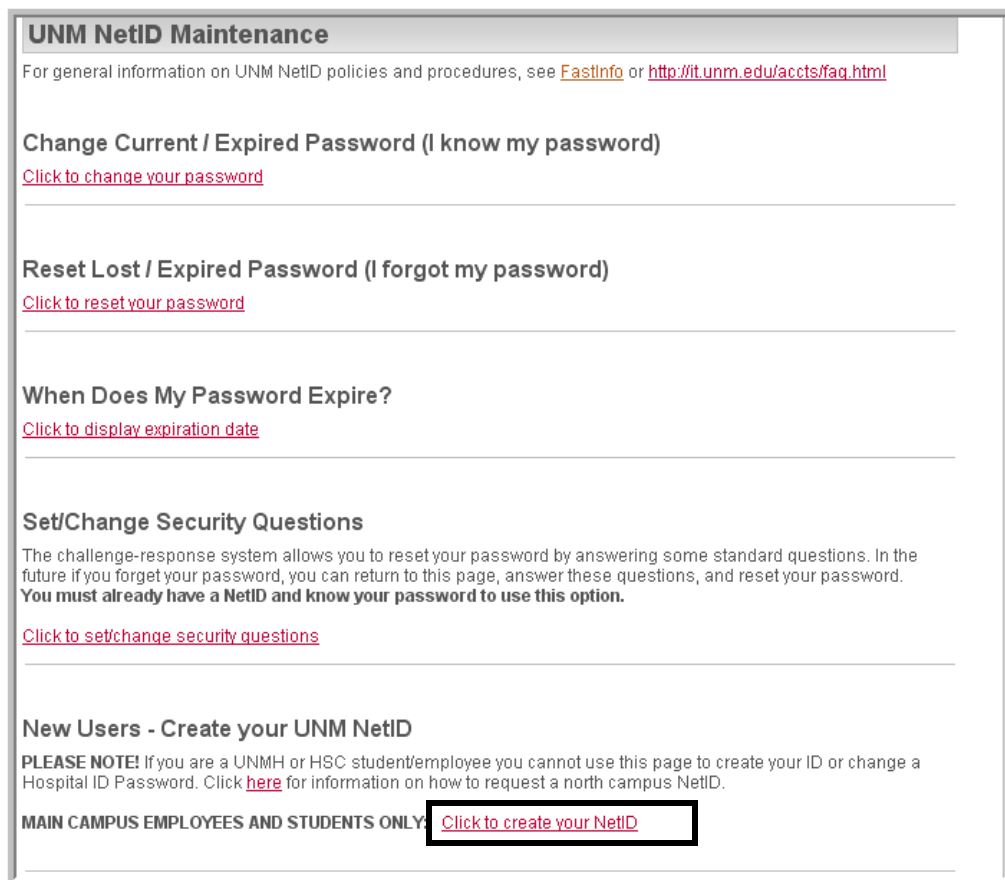 UNM NetID Maintenance
For general information on UNM NetID policies and procedures, see FastInfo or http://it.unm.edu/accts/faq.html
Change Current / Expired Password (I know my password)
Click to change your password
Reset Lost / Expired Password (I forgot my password)
Click to reset your password
When Does My Password Expire?
Click to display expiration date
Set/Change Security Questions
The challenge-response system allows you to reset your password by answering some standard questions. In the
future if you forget your password, you can return to this page, answer these questions, and reset your password.
You must already have a NetID and know your password to use this option.
Click to set/change security questions
New Users - Create your UNM NetID
PLEASE NOTE! If you are a UNMH or HSC student/employee you cannot use this page to create your ID or change a
Hospital ID Password. Click here for information on how to request a north campus NetID.
MAIN CAMPUS EMPLOYEES AND STUDENTS ONLY: Click to create your NetID